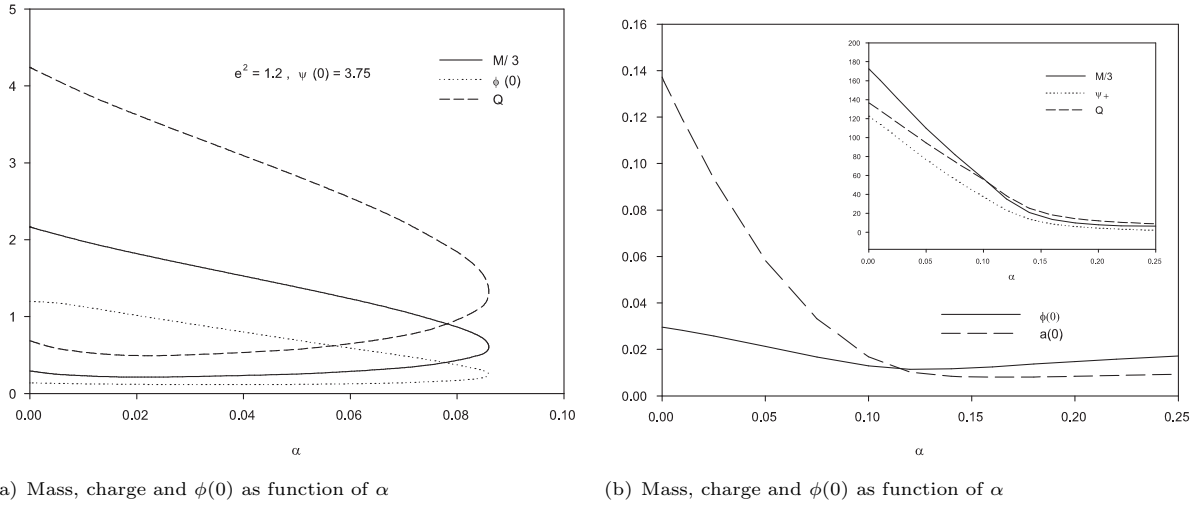 5
4
3
2
1
0
e² = 1.2 , ψ (0) = 3.75
M/ 3
ϕ (0)
Q
0.00 0.02 0.04 0.06 0.08 0.10
α
a) Mass, charge and ϕ(0) as function of α
0.16
0.14
0.12
0.10
0.08
0.06
0.04
0.02
0.00
200
180
160
140
120
100
80
60
40
20
0
M/3
ψ +
Q
0.00 0.05 0.10 0.15 0.20 0.25
α
ϕ(0)
a(0)
0.00 0.05 0.10 0.15 0.20 0.25
α
(b) Mass, charge and ϕ(0) as function of α